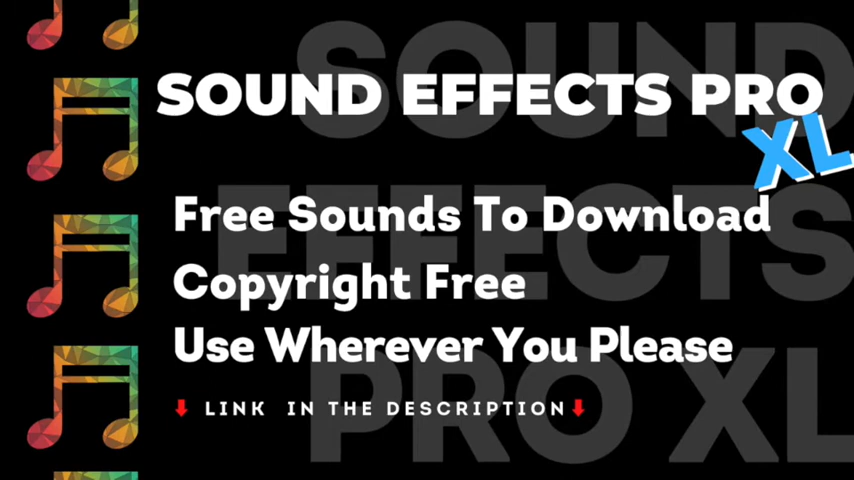 SOUND EFFECTS PRO
XL
Free Sounds To Download
Copyright Free
Use Wherever You Please
LINK IN THE DESCRIPTION
SOUND
EFFECTS
PRO XL